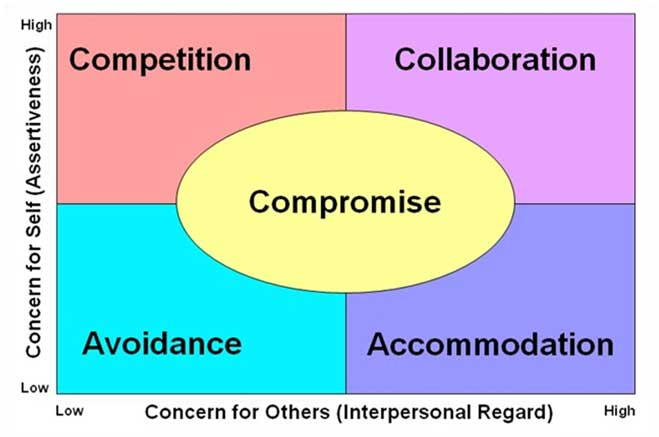 High
Competition
Collaboration
Concern for Self (Assertiveness)
Compromise
Avoidance
Accommodation
Low
Low
Concern for Others (Interpersonal Regard)
High